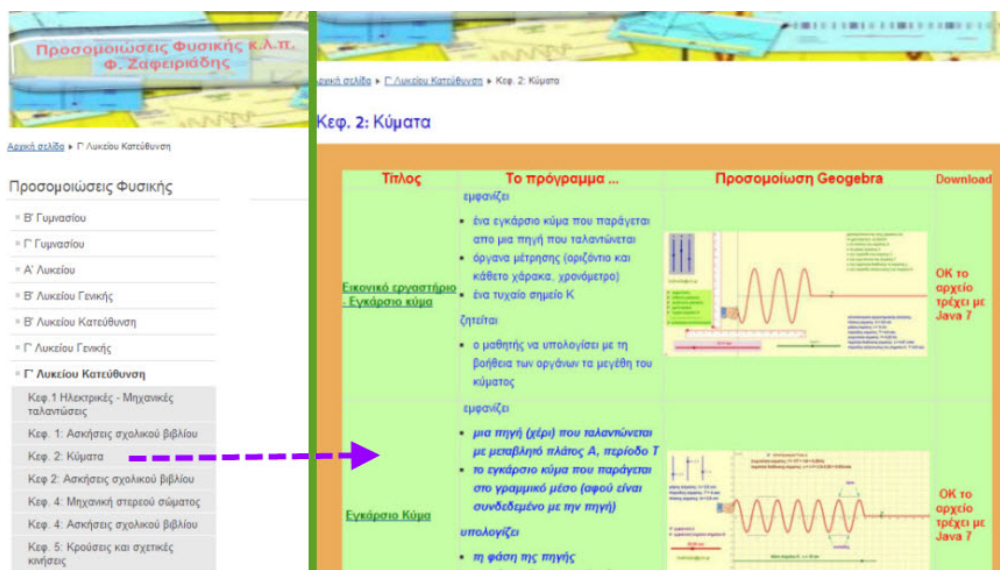 Προσομοιώσεις Φυσικής κ.λ.π.
Φ. Ζαφειριάδης
Αρχική σελίδα ▸ Γ' Λυκείου Κατεύθυνση
Προσομοιώσεις Φυσικής
Β' Γυμνασίου
Γ' Γυμνασίου
Α' Λυκείου
Β' Λυκείου Γενικής
Β' Λυκείου Κατεύθυνση
Γ' Λυκείου Γενικής
Γ' Λυκείου Κατεύθυνση
Κεφ.1 Ηλεκτρικές - Μηχανικές
ταλαντώσεις
Κεφ. 1: Ασκήσεις σχολικού βιβλίου
Κεφ. 2: Κύματα
Κεφ 2: Ασκήσεις σχολικού βιβλίου
Κεφ. 4: Μηχανική στερεού σώματος
Κεφ. 4: Ασκήσεις σχολικού βιβλίου
Κεφ. 5: Κρούσεις και σχετικές
κινήσεις
Αρχική σελίδα ▸ Γ' Λυκείου Κατεύθυνση ▸ Κεφ. 2: Κύματα
Κεφ. 2: Κύματα
Τίτλος
Το πρόγραμμα ...
Προσομοίωση Geogebra
Download
Εικονικό εργαστήριο
- Εγκάρσιο κύμα
εμφανίζει
• ένα εγκάρσιο κύμα που παράγεται
απο μια πηγή που ταλαντώνεται
• όργανα μέτρησης (οριζόντιο και
κάθετο χάρακα, χρονόμετρο)
• ένα τυχαίο σημείο Κ
ζητείται
• ο μαθητής να υπολογίσει με τη
βοήθεια των οργάνων τα μεγέθη του
κύματος
ΟΚ το
αρχείο
τρέχει με
Java 7
Εγκάρσιο Κύμα
εμφανίζει
• μια πηγή (χέρι) που ταλαντώνεται
με μεταβλητό πλάτος Α, περίοδο Τ
• το εγκάρσιο κύμα που παράγεται
στο γραμμικό μέσο (αφού είναι
συνδεδεμένο με την πηγή)
υπολογίζει
• τη φάση της πηγής
ΟΚ το
αρχείο
τρέχει με
Java 7